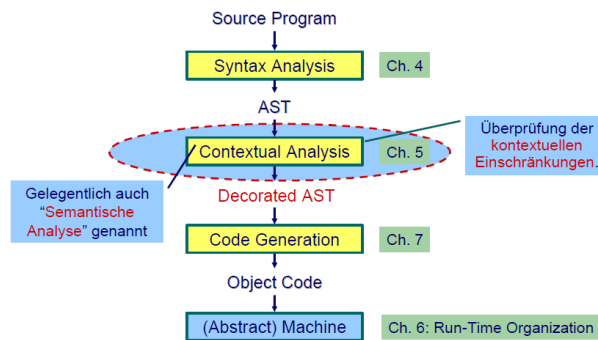 Source Program
Syntax Analysis
Ch. 4
AST
Überprüfung der
kontextuellen
Einschränkungen.
Contextual Analysis
Ch. 5
Gelegentlich auch
“Semantische
Analyse” genannt
Decorated AST
Code Generation
Ch. 7
Object Code
(Abstract) Machine
Ch. 6: Run-Time Organization